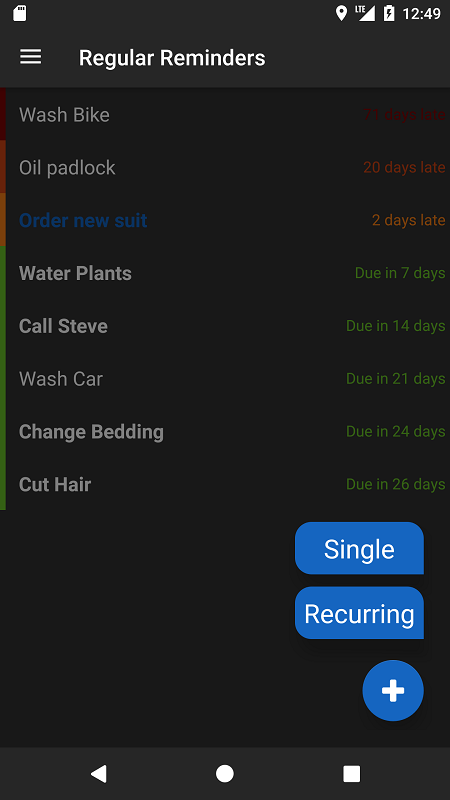 LTE 12:49
Regular Reminders
Wash Bike 71 days late
Oil padlock 20 days late
Order new suit 2 days late
Water Plants Due in 7 days
Call Steve Due in 14 days
Wash Car Due in 21 days
Change Bedding Due in 24 days
Cut Hair Due in 26 days
Single
Recurring